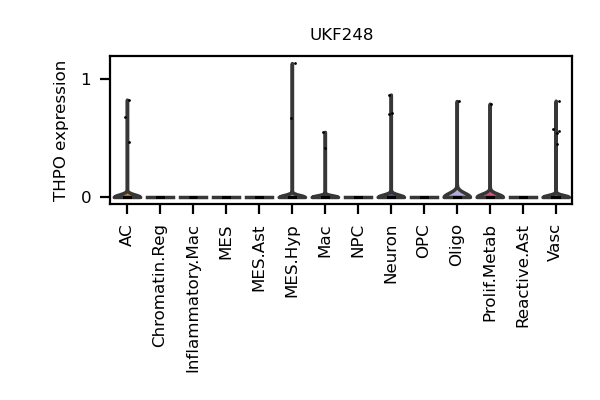 UKF248
THPO expression
1
0
AC
Chromatin.Reg
Inflammatory.Mac
MES
MES.Ast
MES.Hyp
Mac
NPC
Neuron
OPC
Oligo
Prolif.Metab
Reactive.Ast
Vasc